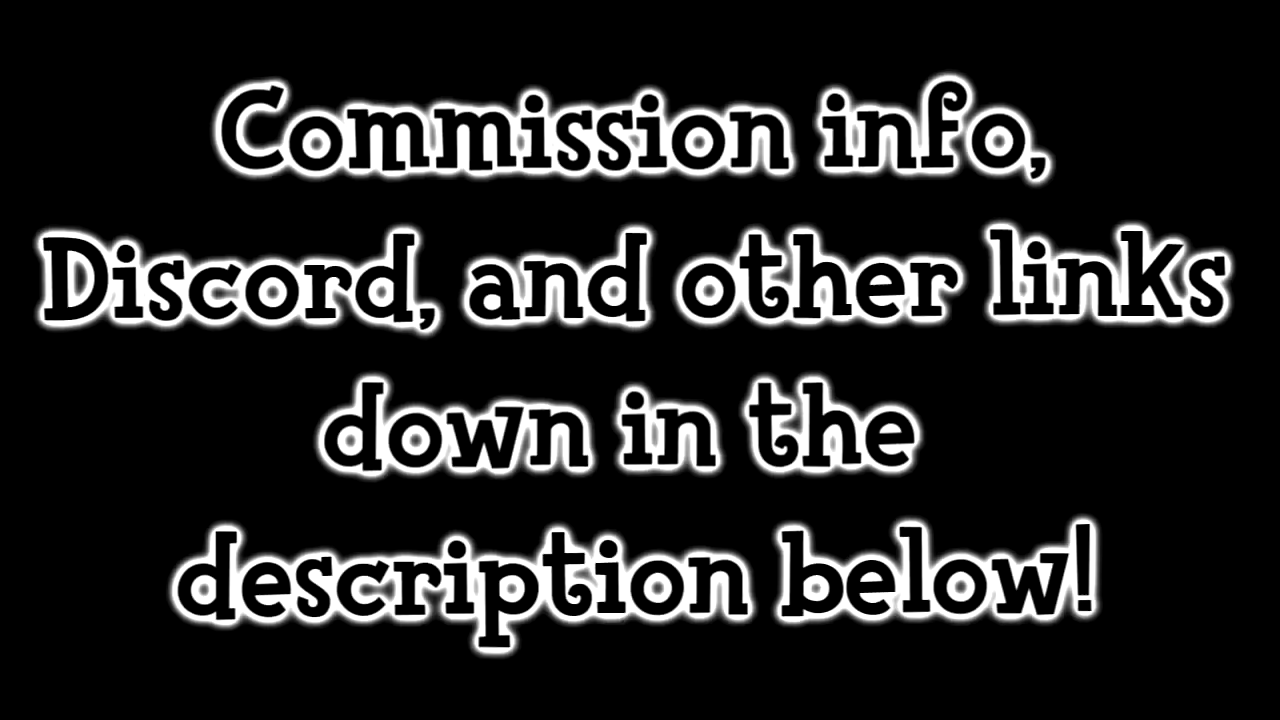 Commission info,
Discord, and other links
down in the
description below!